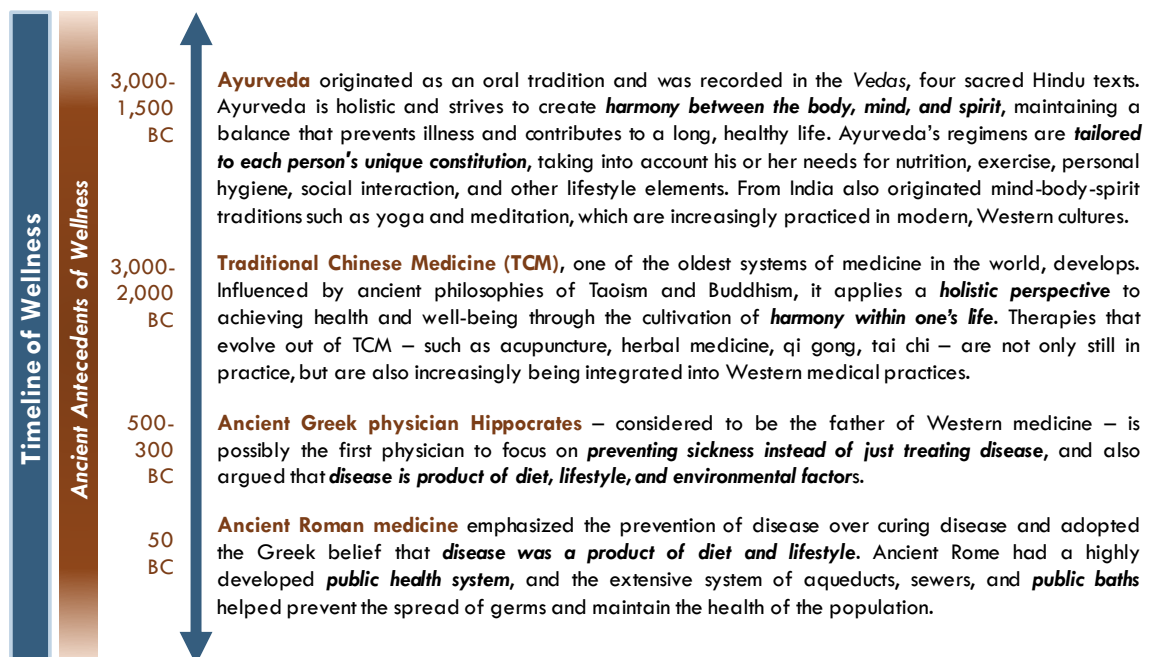 Timeline of Wellness
Ancient Antecedents of Wellness
3,000-
1,500
BC
Ayurveda originated as an oral tradition and was recorded in the Vedas, four sacred Hindu texts.
Ayurveda is holistic and strives to create harmony between the body, mind, and spirit, maintaining a
balance that prevents illness and contributes to a long, healthy life. Ayurveda’s regimens are tailored
to each person's unique constitution, taking into account his or her needs for nutrition, exercise, personal
hygiene, social interaction, and other lifestyle elements. From India also originated mind-body-spirit
traditions such as yoga and meditation, which are increasingly practiced in modern, Western cultures.
3,000-
2,000
BC
Traditional Chinese Medicine (TCM), one of the oldest systems of medicine in the world, develops.
Influenced by ancient philosophies of Taoism and Buddhism, it applies a holistic perspective to
achieving health and well-being through the cultivation of harmony within one’s life. Therapies that
evolve out of TCM – such as acupuncture, herbal medicine, qi gong, tai chi – are not only still in
practice, but are also increasingly being integrated into Western medical practices.
500-
300
BC
Ancient Greek physician Hippocrates – considered to be the father of Western medicine – is
possibly the first physician to focus on preventing sickness instead of just treating disease, and also
argued that disease is product of diet, lifestyle, and environmental factors.
50
BC
Ancient Roman medicine emphasized the prevention of disease over curing disease and adopted
the Greek belief that disease was a product of diet and lifestyle. Ancient Rome had a highly
developed public health system, and the extensive system of aqueducts, sewers, and public baths
helped prevent the spread of germs and maintain the health of the population.